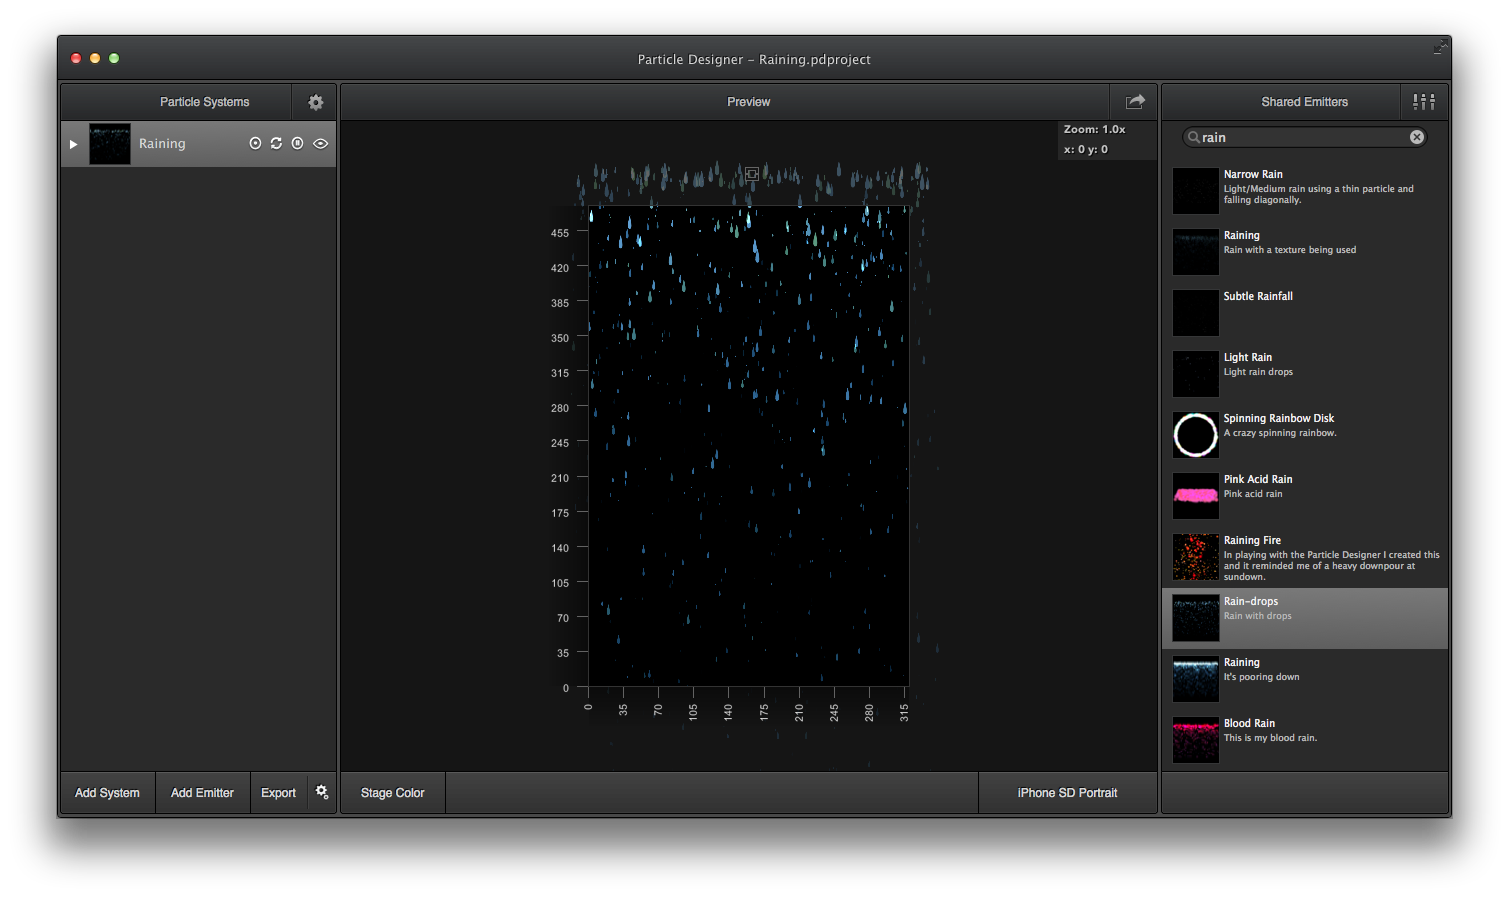 Particle Designer – Raining.pdproject
Particle Systems
Raining
Add System
Add Emitter
Export
Preview
Zoom: 1.0x
x: 0 y: 0
455
420
385
350
315
280
245
210
175
140
105
70
35
0
0
35
70
105
140
175
210
245
280
315
Stage Color
iPhone SD Portrait
Shared Emitters
rain
Narrow Rain
Light/Medium rain using a thin particle and
falling diagonally.
Raining
Rain with a texture being used
Subtle Rainfall
Light Rain
Light rain drops
Spinning Rainbow Disk
A crazy spinning rainbow.
Pink Acid Rain
Pink acid rain
Raining Fire
In playing with the Particle Designer I created this
and it reminded me of a heavy downpour at
sundown.
Rain-drops
Rain with drops
Raining
It's pooring down
Blood Rain
This is my blood rain.